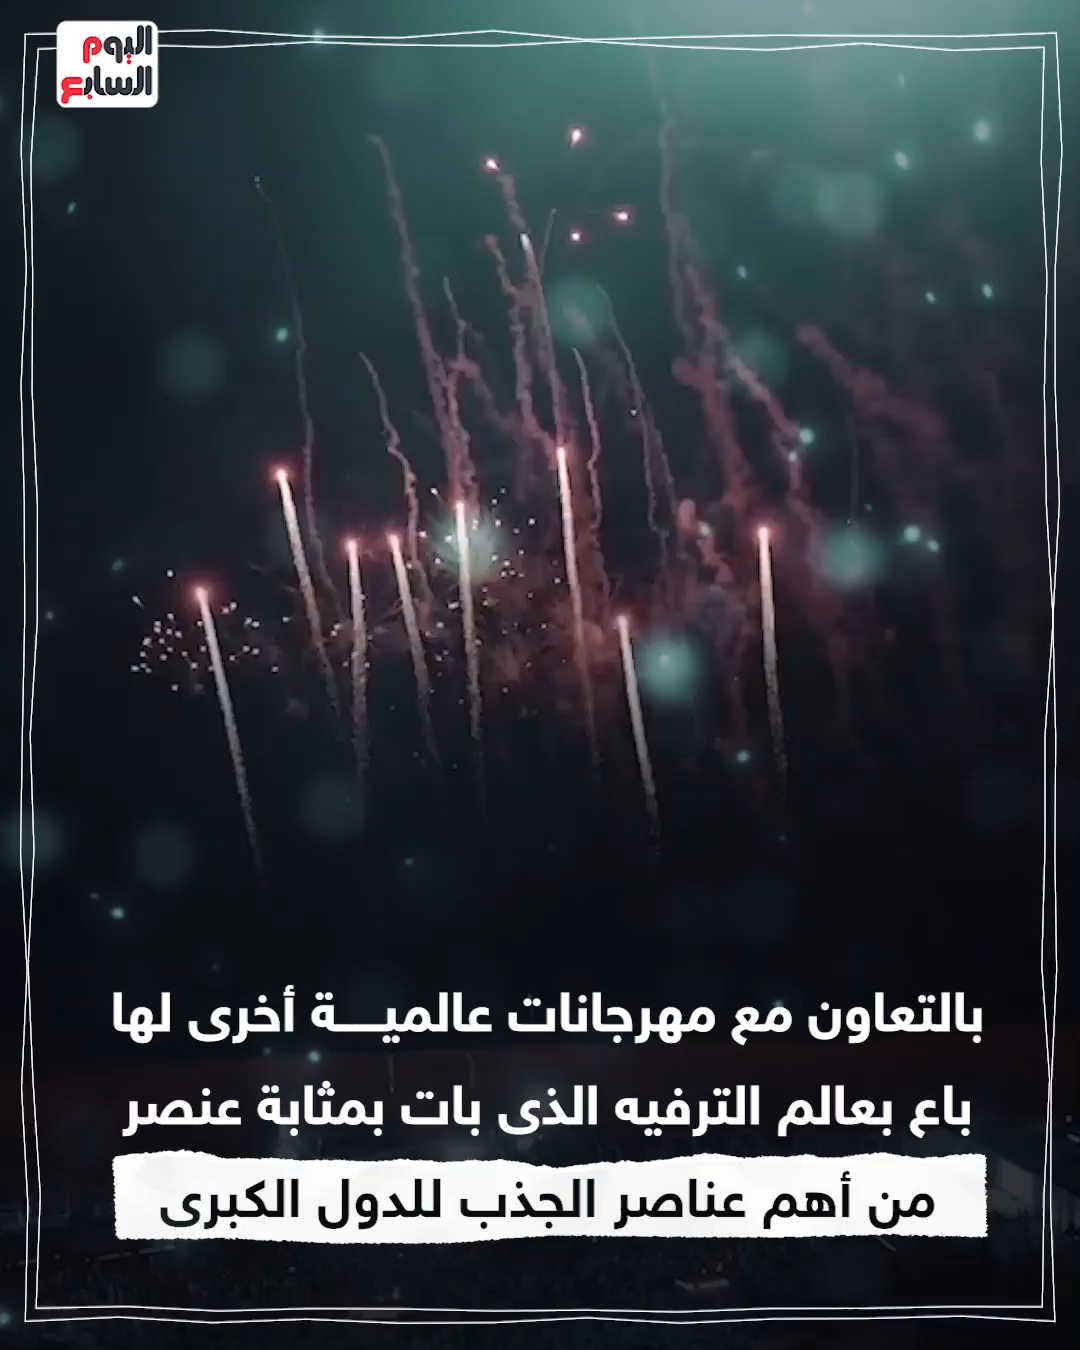 اليوم
السابع
بالتعاون مع مهرجانات عالميـــة أخرى لها
باع بعالم الترفيه الذى بات بمثابة عنصر
من أهم عناصر الجذب للدول الكبرى